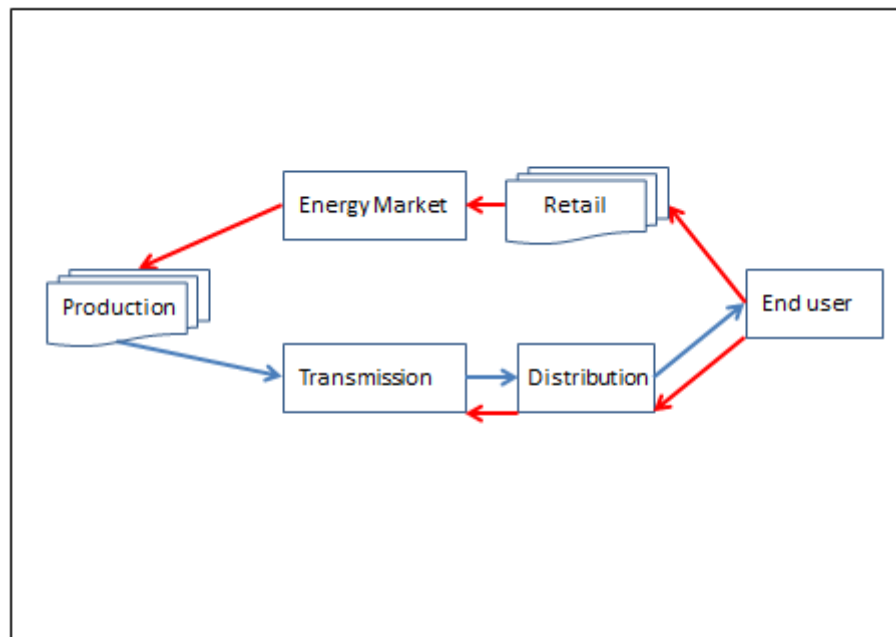 Energy Market
Retail
Production
End user
Transmission
Distribution